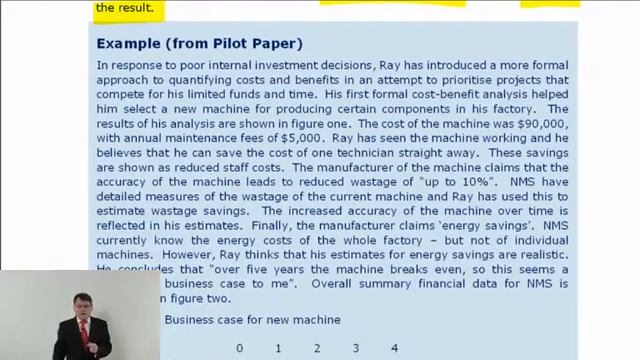 the result.
Example (from Pilot Paper)
In response to poor internal investment decisions, Ray has introduced a more formal
approach to quantifying costs and benefits in an attempt to prioritise projects that
compete for his limited funds and time. His first formal cost-benefit analysis helped
him select a new machine for producing certain components in his factory. The
results of his analysis are shown in figure one. The cost of the machine was $90,000,
with annual maintenance fees of $5,000. Ray has seen the machine working and he
believes that he can save the cost of one technician straight away. These savings
are shown as reduced staff costs. The manufacturer of the machine claims that the
accuracy of the machine leads to reduced wastage of "up to 10%". NMS have
detailed measures of the wastage of the current machine and Ray has used this to
estimate wastage savings. The increased accuracy of the machine over time is
reflected in his estimates. Finally, the manufacturer claims 'energy savings'. NMS
currently know the energy costs of the whole factory – but not of individual
machines. However, Ray thinks that his estimates for energy savings are realistic.
He concludes that "over five years the machine breaks even, so this seems a
business case to me". Overall summary financial data for NMS is
in figure two.
Business case for new machine
0 1 2 3 4